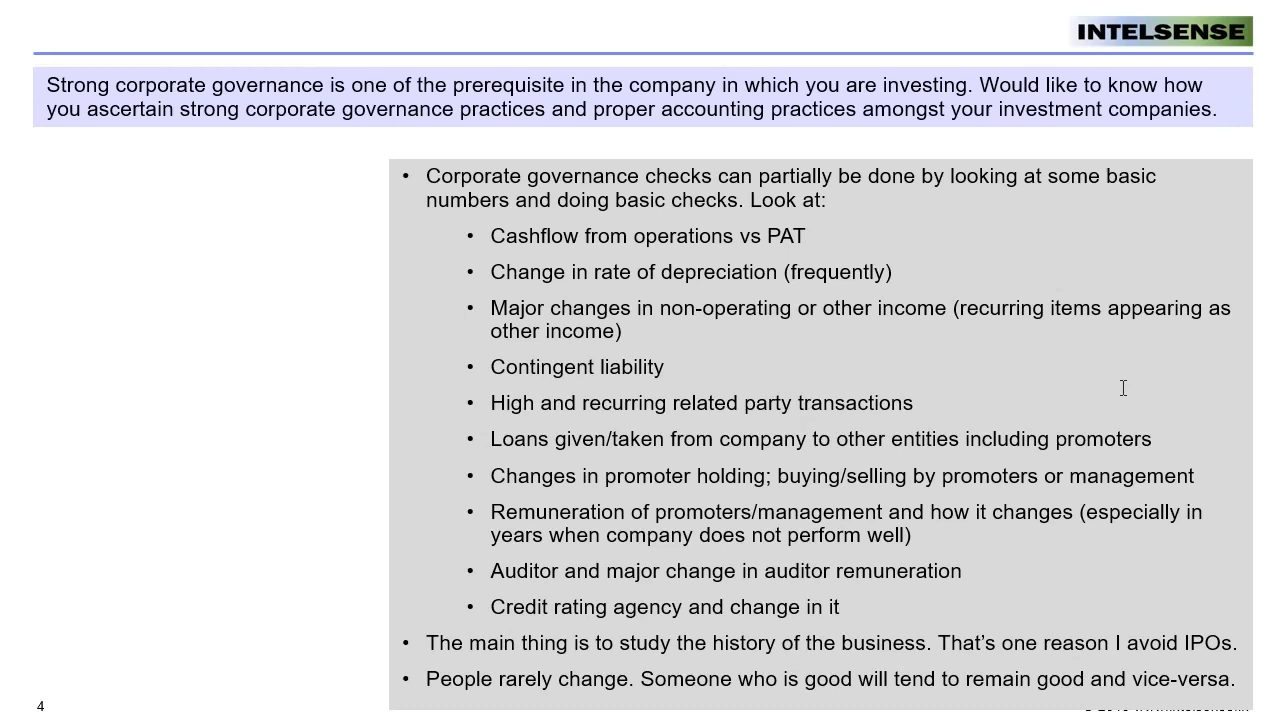 INTELSENSE
Strong corporate governance is one of the prerequisite in the company in which you are investing. Would like to know how
you ascertain strong corporate governance practices and proper accounting practices amongst your investment companies.
• Corporate governance checks can partially be done by looking at some basic
numbers and doing basic checks. Look at:
• Cashflow from operations vs PAT
• Change in rate of depreciation (frequently)
• Major changes in non-operating or other income (recurring items appearing as
other income)
• Contingent liability
• High and recurring related party transactions
• Loans given/taken from company to other entities including promoters
• Changes in promoter holding; buying/selling by promoters or management
• Remuneration of promoters/management and how it changes (especially in
years when company does not perform well)
• Auditor and major change in auditor remuneration
• Credit rating agency and change in it
• The main thing is to study the history of the business. That’s one reason I avoid IPOs.
• People rarely change. Someone who is good will tend to remain good and vice-versa.
4